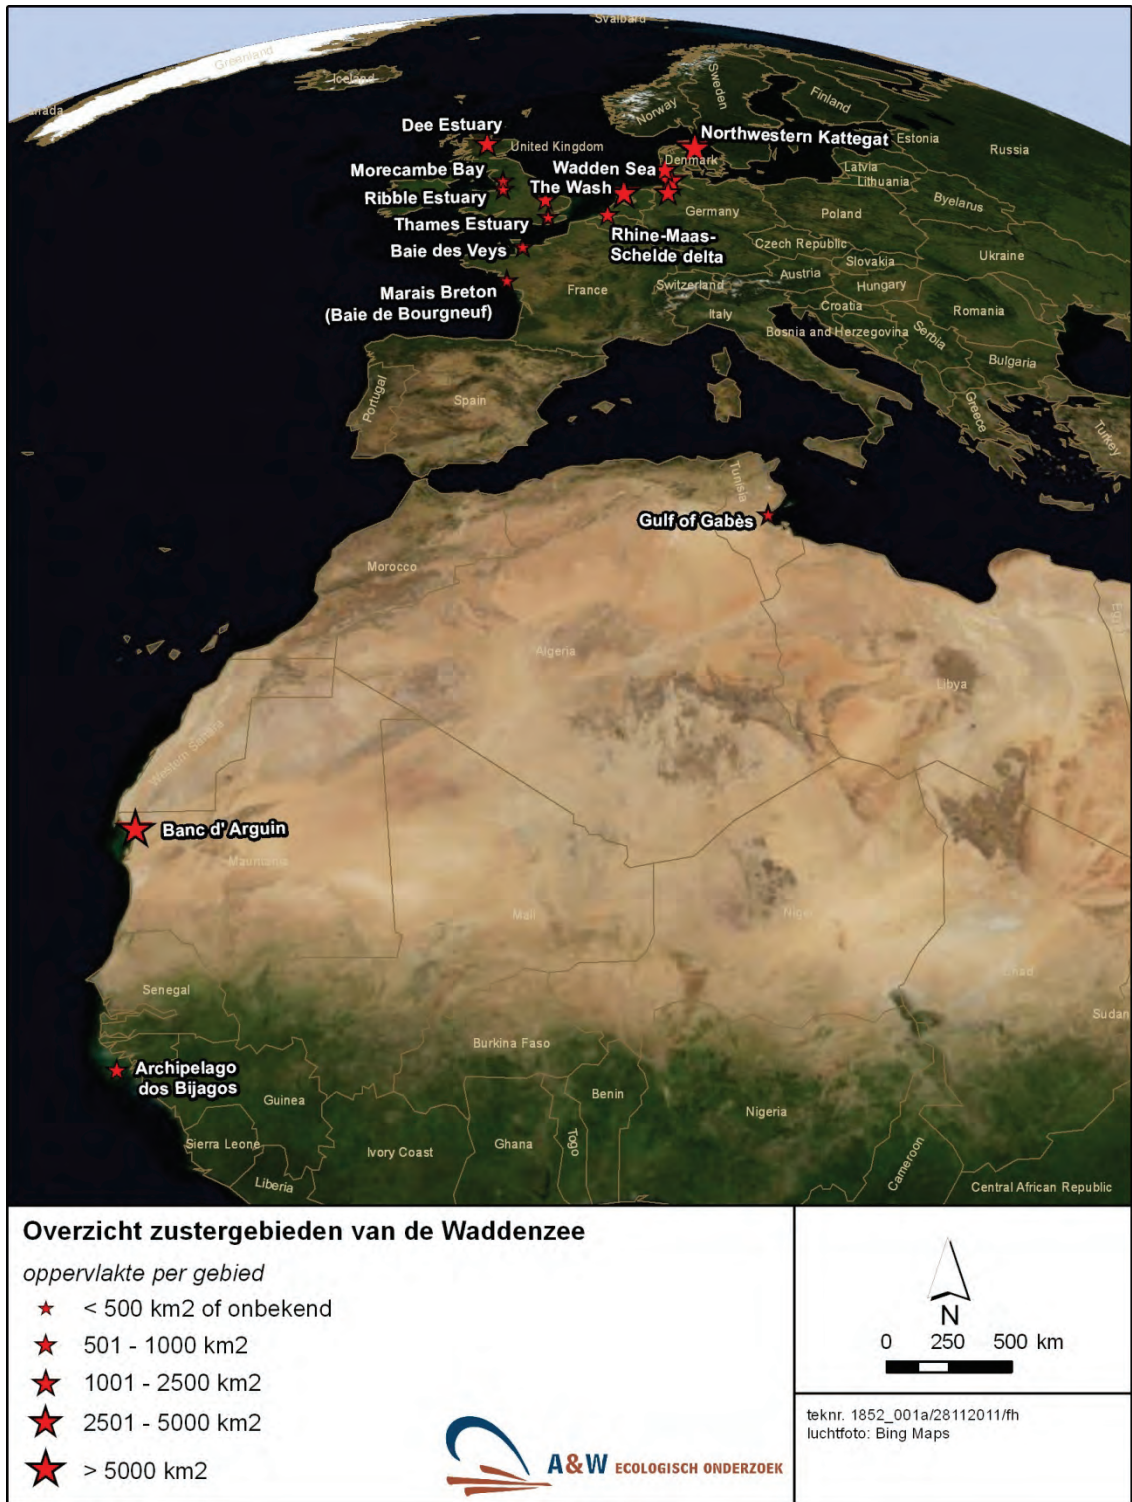 Svalbard
Greenland
Iceland
nada
Norway
Sweden
Finland
Dee Estuary
United Kingdom
Northwestern Kattegat
Estonia
Russia
Denmark
Morecambe Bay
Wadden Sea
Latvia
Lithuania
The Wash
Ribble Estuary
Byelarus
Germany
Poland
Thames Estuary
Rhine-Maas-
Schelde delta
Baie des Veys
Czech Republic
Ukraine
Slovakia
Austria
France
Switzerland
Hungary
Marais Breton
(Baie de Bourgneuf)
Croatia
Romania
Italy
Bosnia and Herzegovina
Serbia
Bulgaria
Portugal
Spain
Greece
Turkey
Tunisia
Gulf of Gabès
Morocco
Algeria
Libya
Western Sahara
Banc d' Arguin
Mauritania
Mali
Niger
Chad
Senegal
Sudan
Burkina Faso
Archipelago
dos Bijagos
Guinea
Benin
Nigeria
Sierra Leone
Ivory Coast
Ghana
Togo
Liberia
Cameroon
Central African Republic
Overzicht zustergebieden van de Waddenzee
oppervlakte per gebied
< 500 km2 of onbekend
501 - 1000 km2
1001 - 2500 km2
2501 - 5000 km2
> 5000 km2
A&W ECOLOGISCH ONDERZOEK
N
0 250 500 km
teknr. 1852_001a/28112011/fh
luchtfoto: Bing Maps